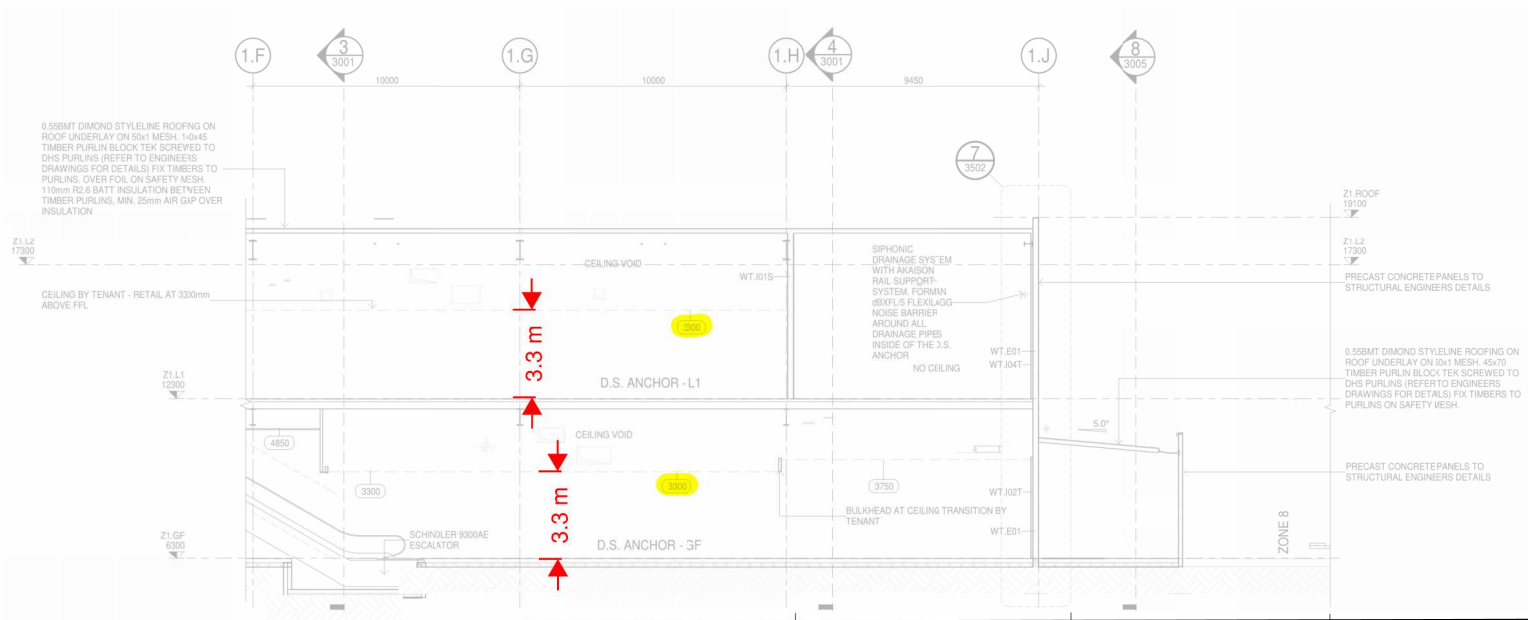 1.F
3
3001
1.G
1.H
4
3001
1.J
8
3005
10000
10000
9450
0.55BMT DIMOND STYLELINE ROOFING ON
ROOF UNDERLAY ON 50x1 MESH. 140x45
TIMBER PURLIN BLOCK TEK SCREWED TO
DHS PURLINS (REFER TO ENGINEERS
DRAWINGS FOR DETAILS) FIX TIMBERS TO
PURLINS. OVER FOIL ON SAFETY MESH.
110mm R2.6 BATT INSULATION BETWEEN
TIMBER PURLINS, MIN. 25mm AIR GAP OVER
INSULATION
7
3502
Z1.ROOF
19100
Z1.L2
17300
Z1.L2
17300
CEILING VOID
WT.I01S
SIPHONIC
DRAINAGE SYSTEM
WITH AKAISON
RAIL SUPPORT
SYSTEM. FORMAN
dBXFL/5 FLEXILAGG
NOISE BARRIER
AROUND ALL
DRAINAGE PIPES
INSIDE OF THE D.S.
ANCHOR
NO CEILING
PRECAST CONCRETE PANELS TO
STRUCTURAL ENGINEERS DETAILS
CEILING BY TENANT - RETAIL AT 3300mm
ABOVE FFL
3300
3.3 m
WT.E01
WT.I04T
D.S. ANCHOR - L1
0.55BMT DIMOND STYLELINE ROOFING ON
ROOF UNDERLAY ON 50x1 MESH. 45x70
TIMBER PURLIN BLOCK TEK SCREWED TO
DHS PURLINS (REFER TO ENGINEERS
DRAWINGS FOR DETAILS) FIX TIMBERS TO
PURLINS ON SAFETY MESH.
Z1.L1
12300
5.0°
4850
CEILING VOID
3300
3300
3750
3.3 m
WT.I02T
BULKHEAD AT CEILING TRANSITION BY
TENANT
WT.E01
PRECAST CONCRETE PANELS TO
STRUCTURAL ENGINEERS DETAILS
SCHINDLER 9300AE
ESCALATOR
D.S. ANCHOR - GF
Z1.GF
6300
ZONE 8